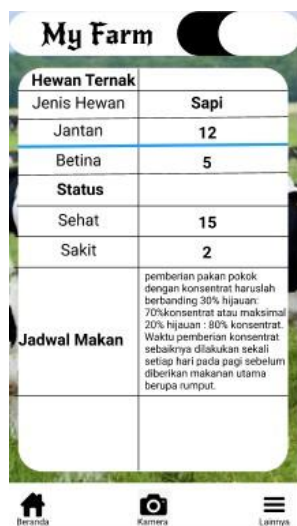 My Farm
Hewan Ternak
Jenis Hewan Sapi
Jantan 12
Betina 5
Status
Sehat 15
Sakit 2
Jadwal Makan
pemberian pakan pokok
dengan konsentrat haruslah
berbanding 30% hijauan:
70%konsentrat atau maksimal
20% hijauan : 80% konsentrat.
Waktu pemberian konsentrat
sebaiknya dilakukan sekali
setiap hari pada pagi sebelum
diberikan makanan utama
berupa rumput.
Beranda Kamera Lainnya